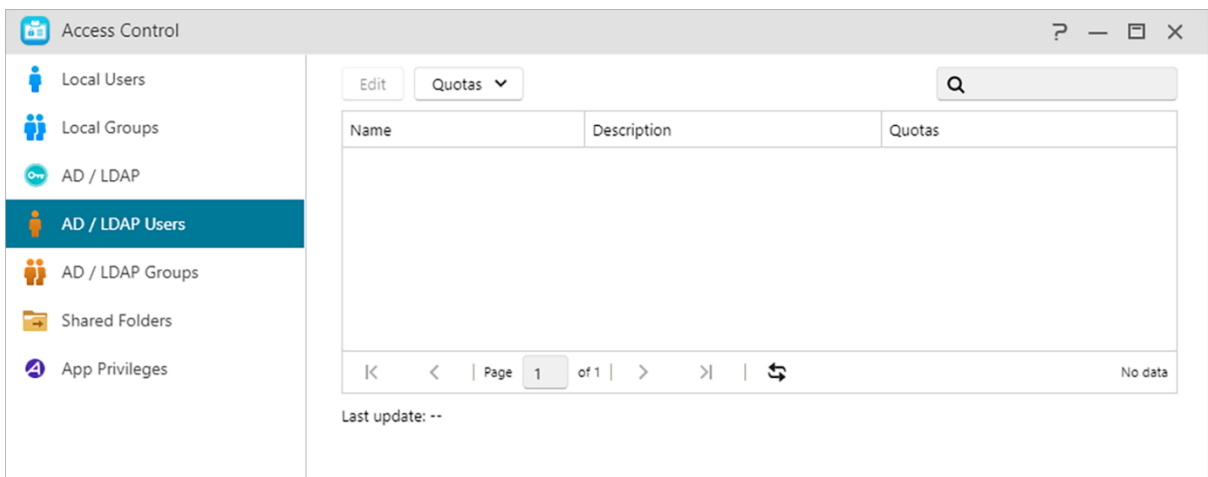 Access Control
Local Users
Local Groups
AD / LDAP
AD / LDAP Users
AD / LDAP Groups
Shared Folders
App Privileges
Edit Quotas
Name Description Quotas
Page 1 of 1 No data
Last update: --